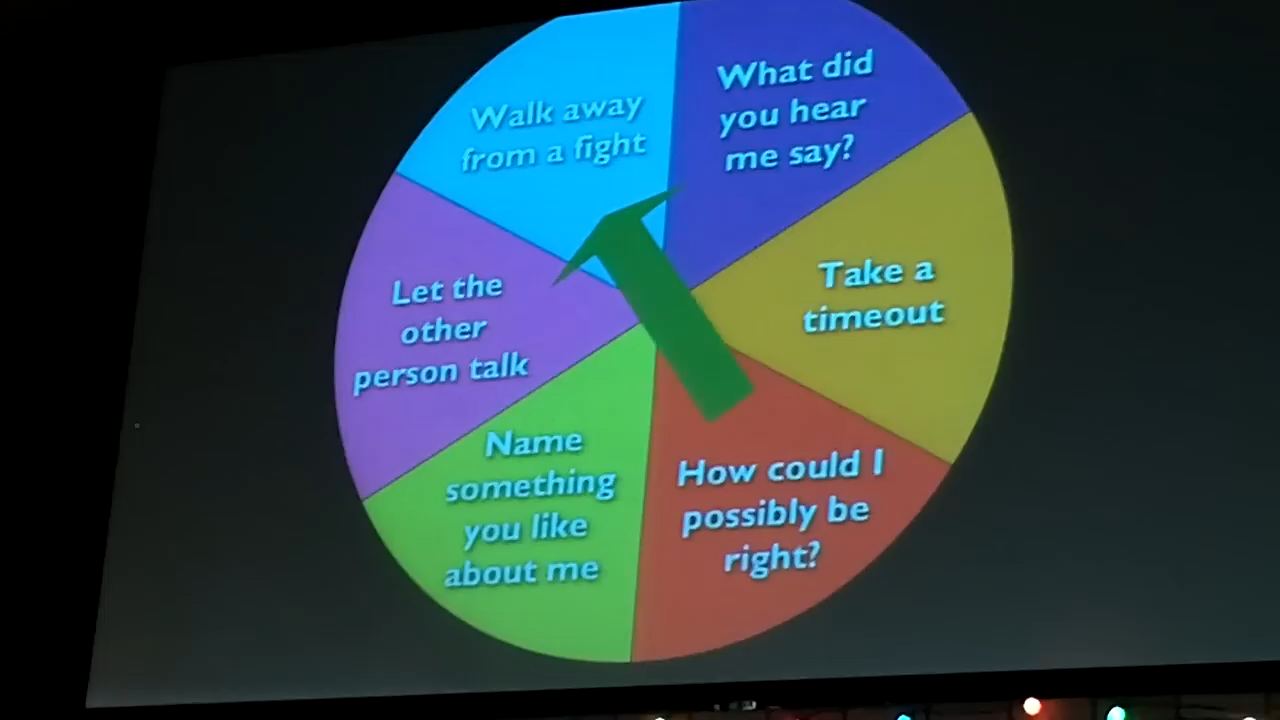 Walk away
from a fight
What did
you hear
me say?
Take a
timeout
How could I
possibly be
right?
Name
something
you like
about me
Let the
other
person talk